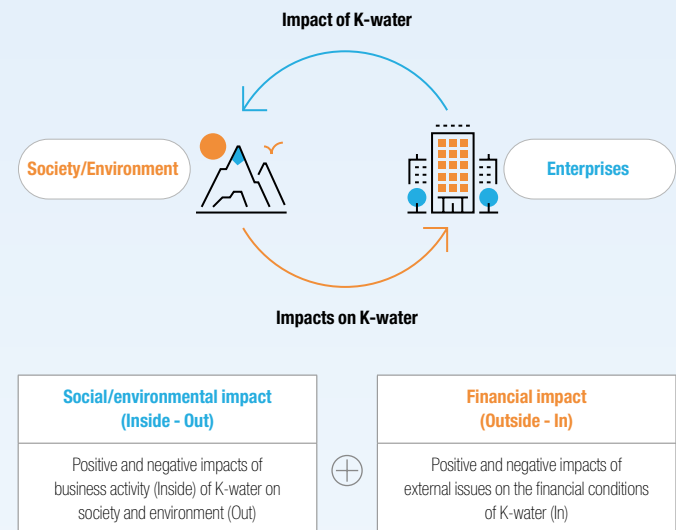 Impact of K-water
Society/Environment
Enterprises
Impacts on K-water
Social/environmental impact
(Inside - Out)
Positive and negative impacts of
business activity (Inside) of K-water on
society and environment (Out)
Financial impact
(Outside - In)
Positive and negative impacts of
external issues on the financial conditions
of K-water (In)